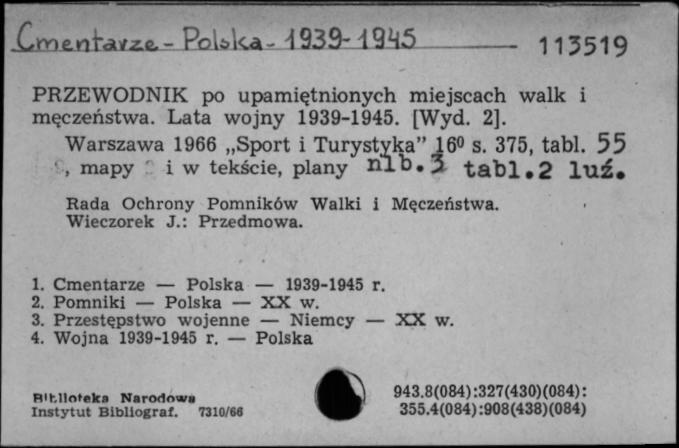 Cmentarze - Polska - 1939-1945 113519
PRZEWODNIK po upamiętnionych miejscach walk i
męczeństwa. Lata wojny 1939-1945. [Wyd. 2].
Warszawa 1966 „Sport i Turystyka” 16⁰ s. 375, tabl. 55
, mapy i w tekście, plany nlb. tabl.2 luź.
Rada Ochrony Pomników Walki i Męczeństwa.
Wieczorek J.: Przedmowa.
1. Cmentarze — Polska — 1939-1945 r.
2. Pomniki — Polska — XX w.
3. Przestępstwo wojenne — Niemcy — XX w.
4. Wojna 1939-1945 r. — Polska
Biblioteka Narodowa
Instytut Bibliograf. 7310/66
943.8(084):327(430)(084):
355.4(084):908(438)(084)